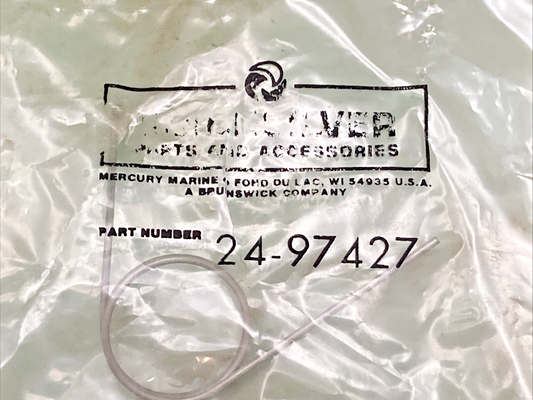 QUICKSILVER
PARTS AND ACCESSORIES
MERCURY MARINE, FOND DU LAC, WI 54935 U.S.A.
A BRUNSWICK COMPANY
PART NUMBER 24-97427